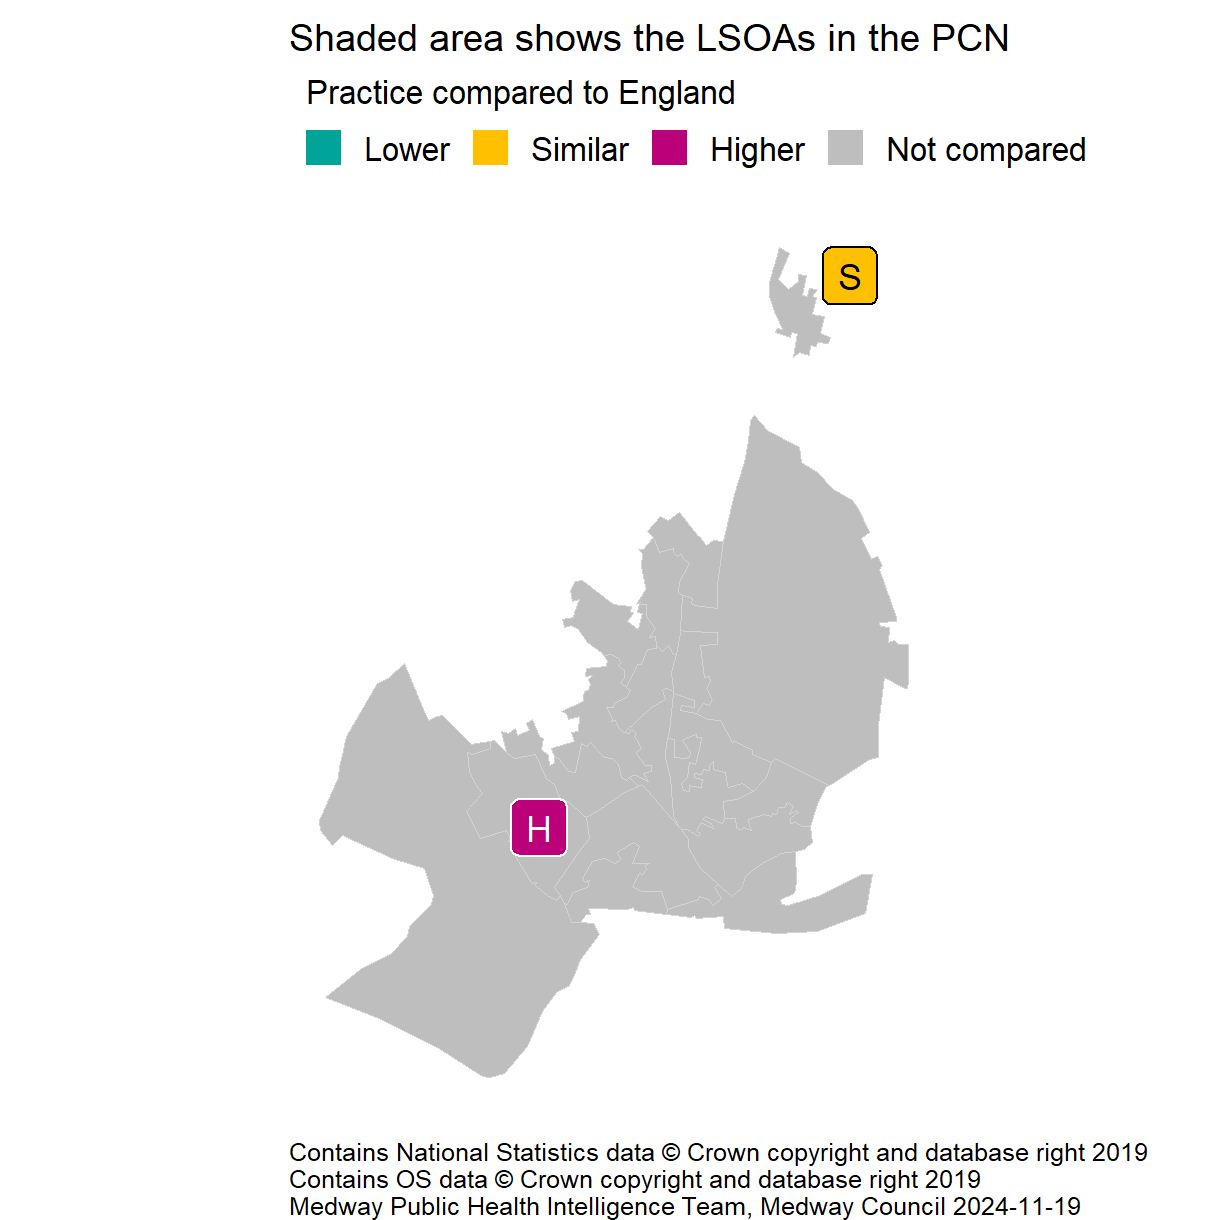 Shaded area shows the LSOAs in the PCN
Practice compared to England
Lower Similar Higher Not compared
S
H
Contains National Statistics data © Crown copyright and database right 2019
Contains OS data © Crown copyright and database right 2019
Medway Public Health Intelligence Team, Medway Council 2024-11-19